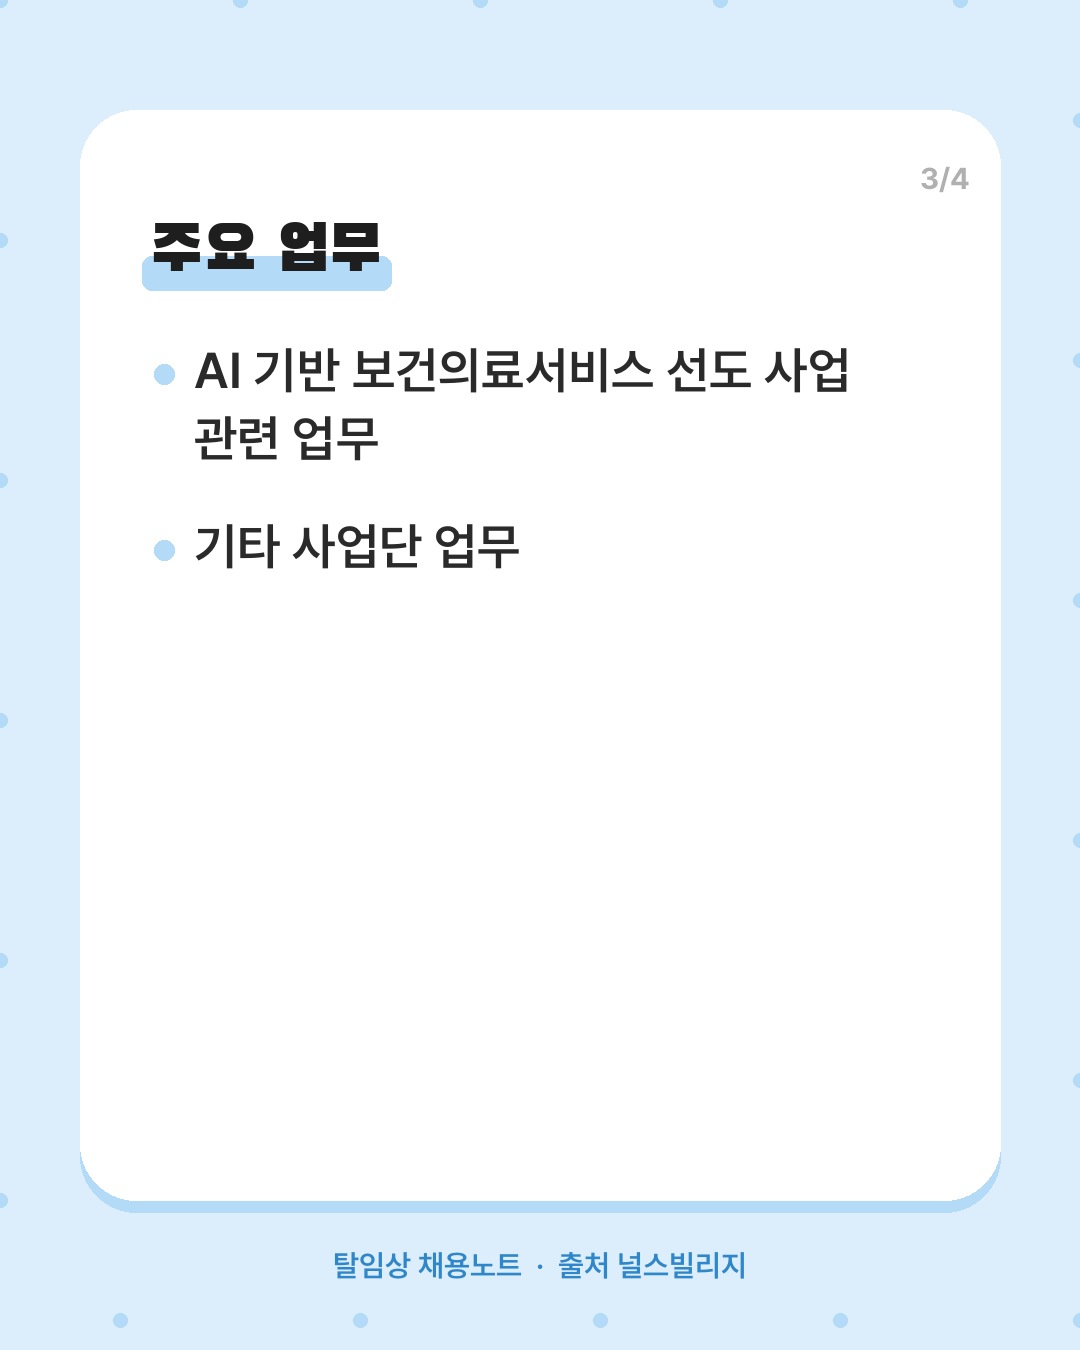 3/4
주요 업무
AI 기반 보건의료서비스 선도 사업
관련 업무
기타 사업단 업무
탈임상 채용노트 · 출처 널스빌리지